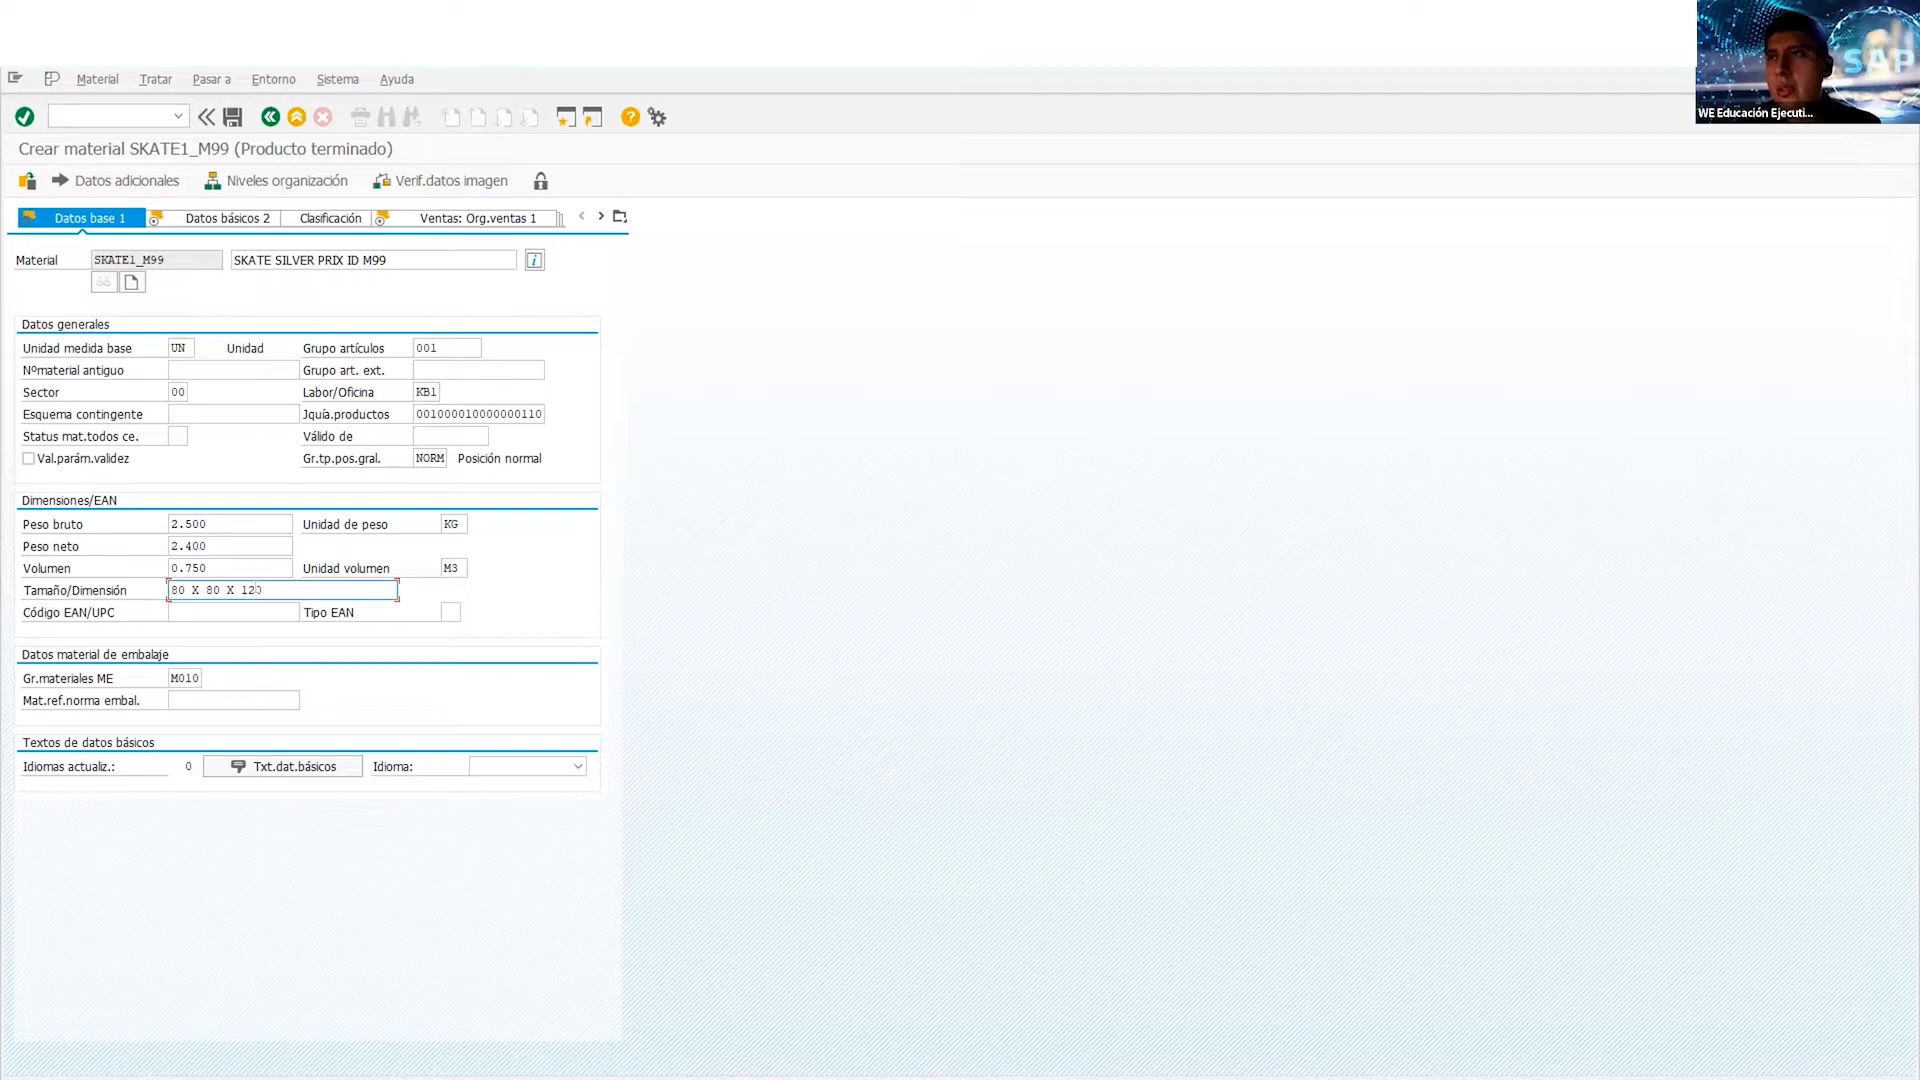 SAP
WE Educación Ejecuti...
Material Tratar Pasar a Entorno Sistema Ayuda
Crear material SKATE1_M99 (Producto terminado)
Datos adicionales Niveles organización Verif.datos imagen
Datos base 1 Datos básicos 2 Clasificación Ventas: Org.ventas 1
Material SKATE1_M99 SKATE SILVER PRIX ID M99
Datos generales
Unidad medida base UN Unidad Grupo artículos 001
Nºmaterial antiguo Grupo art. ext.
Sector 00 Labor/Oficina KB1
Esquema contingente Jquía.productos 001000010000000110
Status mat.todos ce. Válido de
Val.parám.validez Gr.tp.pos.gral. NORM Posición normal
Dimensiones/EAN
Peso bruto 2.500 Unidad de peso KG
Peso neto 2.400
Volumen 0.750 Unidad volumen M3
Tamaño/Dimensión 80 X 80 X 120
Código EAN/UPC Tipo EAN
Datos material de embalaje
Gr.materiales ME M010
Mat.ref.norma embal.
Textos de datos básicos
Idiomas actualiz.: 0 Txt.dat.básicos Idioma: